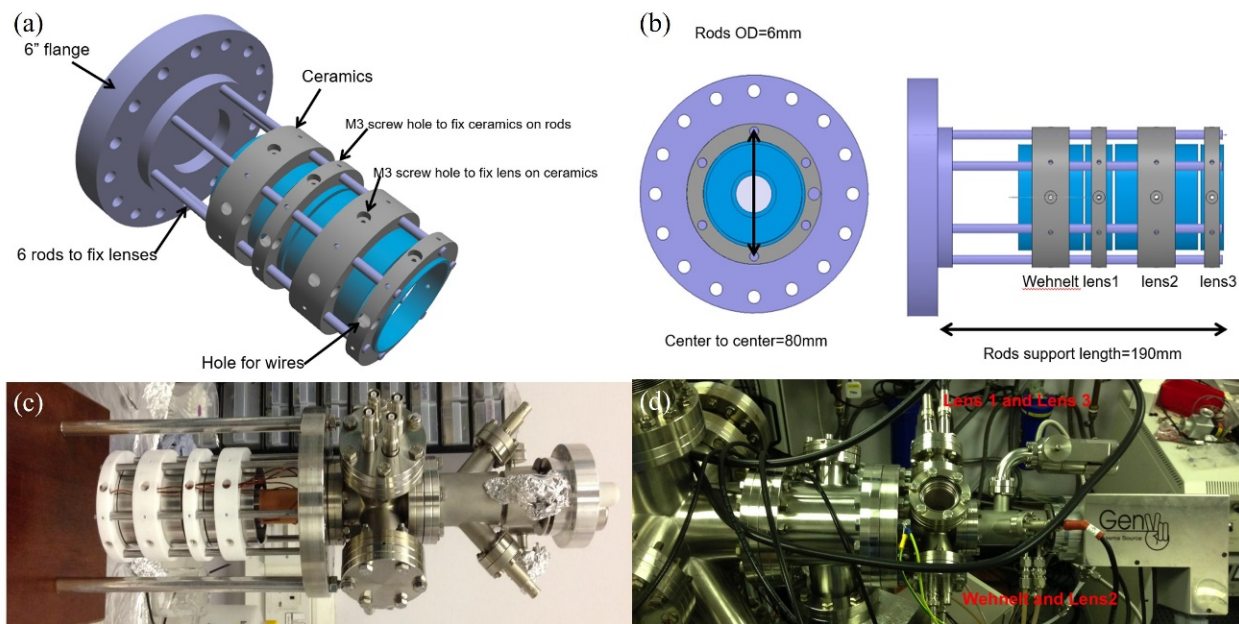 (a)
6" flange
Ceramics
M3 screw hole to fix ceramics on rods
M3 screw hole to fix lens on ceramics
6 rods to fix lenses
Hole for wires
(b)
Rods OD=6mm
Center to center=80mm
Wehnelt lens1 lens2 lens3
Rods support length=190mm
(c)
(d)
Lens 1 and Lens 3
Gen
Wehnelt and Lens2